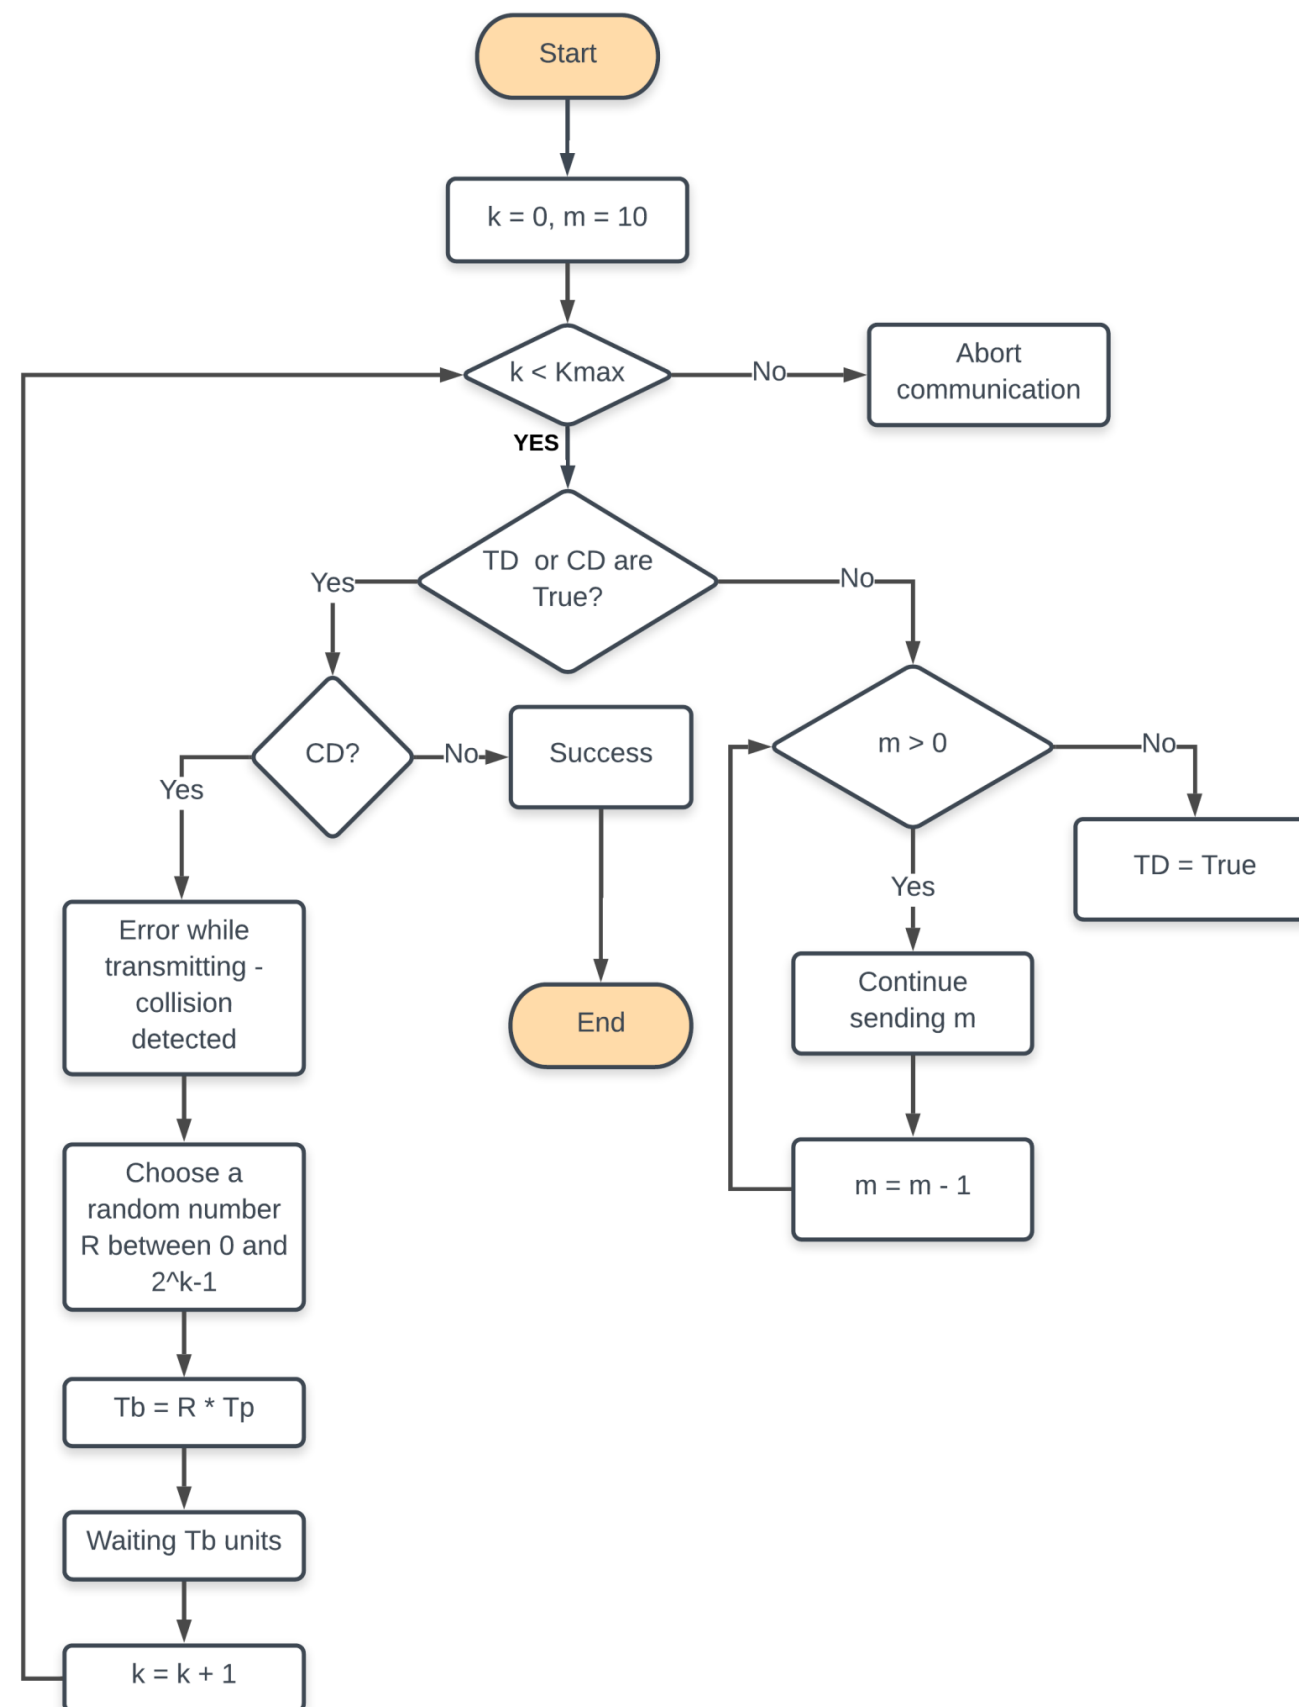 Start
k = 0, m = 10
k < Kmax
No
Abort
communication
YES
TD or CD are
True?
Yes
No
CD?
No
Success
m > 0
No
Yes
TD = True
Yes
Error while
transmitting -
collision
detected
Continue
sending m
End
Choose a
random number
R between 0 and
2^k-1
m = m - 1
Tb = R * Tp
Waiting Tb units
k = k + 1